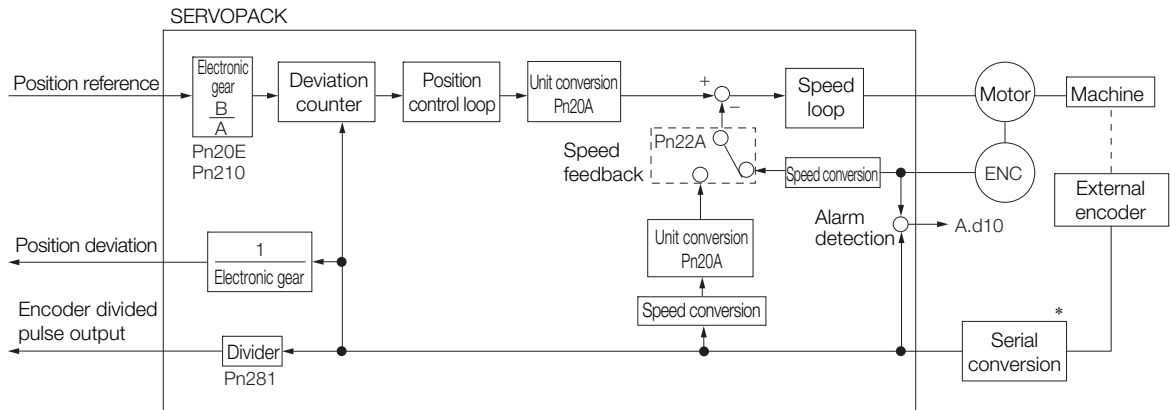 SERVOPACK
Position reference
Electronic
gear
B
A
Pn20E
Pn210
Deviation
counter
Position
control loop
Unit conversion
Pn20A
+
−
Speed
loop
Motor
Machine
Pn22A
Speed
feedback
Speed conversion
ENC
External
encoder
Alarm
detection
A.d10
Unit conversion
Pn20A
Position deviation
1
Electronic gear
Speed conversion
Encoder divided
pulse output
Divider
Pn281
*
Serial
conversion